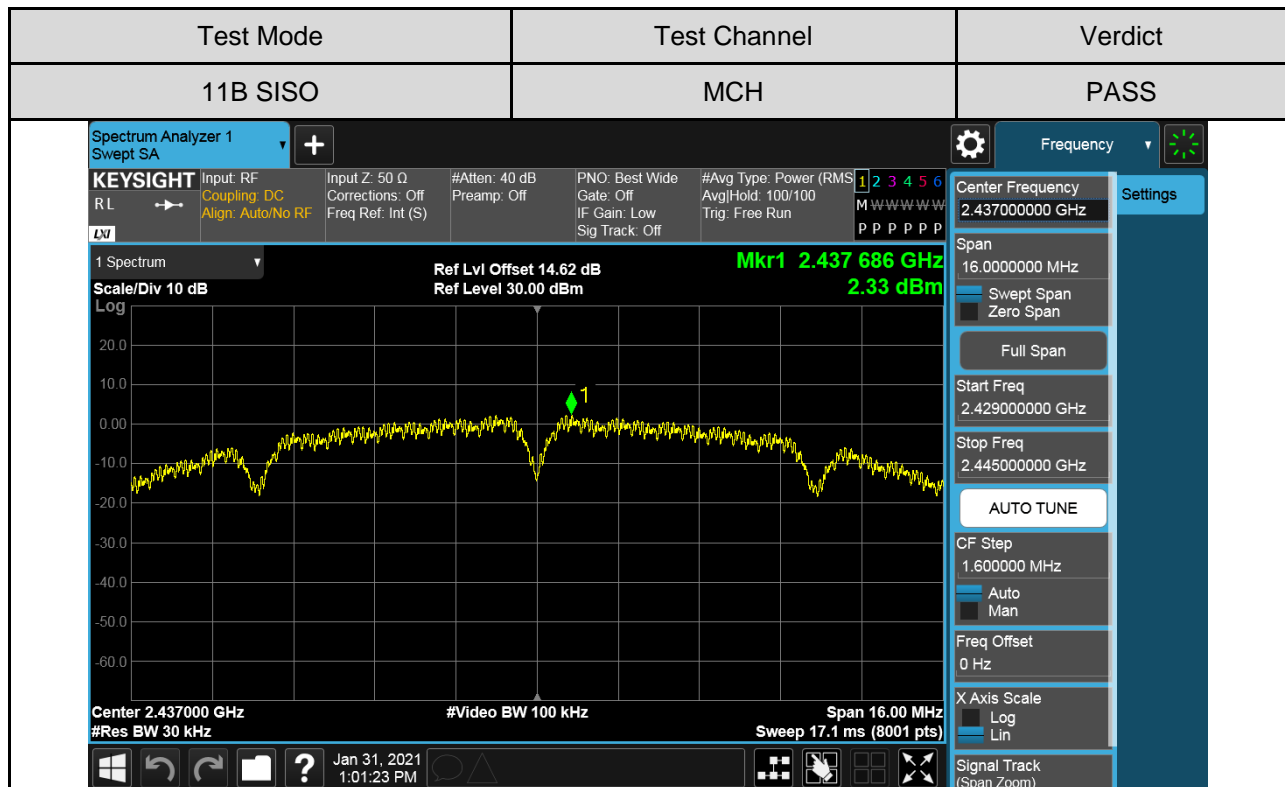 Test Mode Test Channel Verdict
11B SISO MCH PASS
Spectrum Analyzer 1
Swept SA
+
Frequency
KEYSIGHT Input: RF Input Z: 50 Ω #Atten: 40 dB PNO: Best Wide #Avg Type: Power (RMS 1 2 3 4 5 6
R L Coupling: DC Corrections: Off Preamp: Off Gate: Off Avg|Hold: 100/100 M W W W W W
Align: Auto/No RF Freq Ref: Int (S) IF Gain: Low Trig: Free Run
LXI Sig Track: Off P P P P P P
1 Spectrum
Scale/Div 10 dB
Ref Lvl Offset 14.62 dB
Ref Level 30.00 dBm
Mkr1 2.437 686 GHz
2.33 dBm
Log
20.0
10.0
0.00
-10.0
-20.0
-30.0
-40.0
-50.0
-60.0
1
Center 2.437000 GHz #Video BW 100 kHz Span 16.00 MHz
#Res BW 30 kHz Sweep 17.1 ms (8001 pts)
?
Jan 31, 2021
1:01:23 PM
Center Frequency
2.437000000 GHz
Span
16.0000000 MHz
Swept Span
Zero Span
Full Span
Start Freq
2.429000000 GHz
Stop Freq
2.445000000 GHz
AUTO TUNE
CF Step
1.600000 MHz
Auto
Man
Freq Offset
0 Hz
X Axis Scale
Log
Lin
Signal Track
(Span Zoom)
Settings